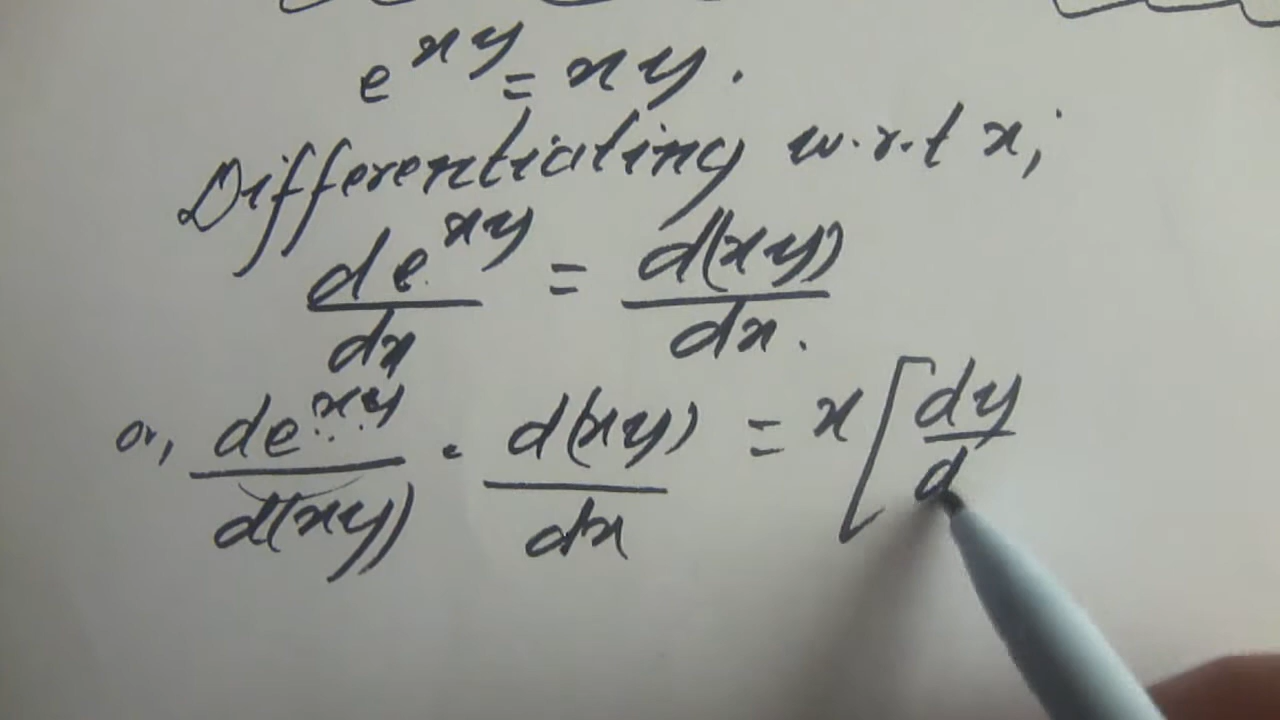 e^xy = xy.
Differentiating w.r.t x;
de^xy/dx = d(xy)/dx.
or, de^xy/d(xy) · d(xy)/dx = x[dy/d